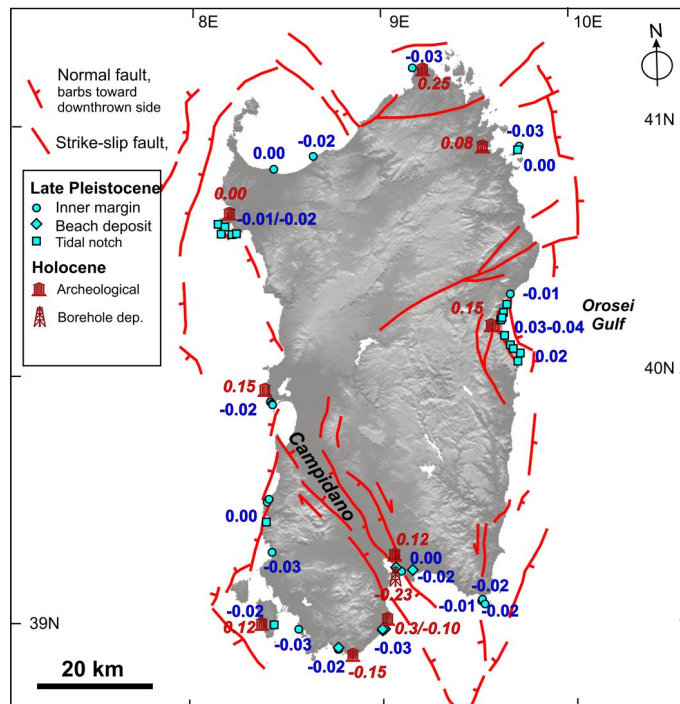 8E
9E
10E
N
Normal fault,
barbs toward
downthrown side
Strike-slip fault,
Late Pleistocene
Inner margin
Beach deposit
Tidal notch
Holocene
Archeological
Borehole dep.
-0.03
0.25
41N
-0.02
0.00
0.08
-0.03
0.00
0.00
-0.01/-0.02
-0.01
0.15
Orosei
Gulf
0.03-0.04
0.02
40N
0.15
-0.02
Campidano
0.00
0.12
0.00
-0.02
-0.03
-0.23
-0.02
-0.01
-0.02
-0.02
39N
0.12
-0.03
0.3/-0.10
-0.03
-0.02
-0.15
20 km